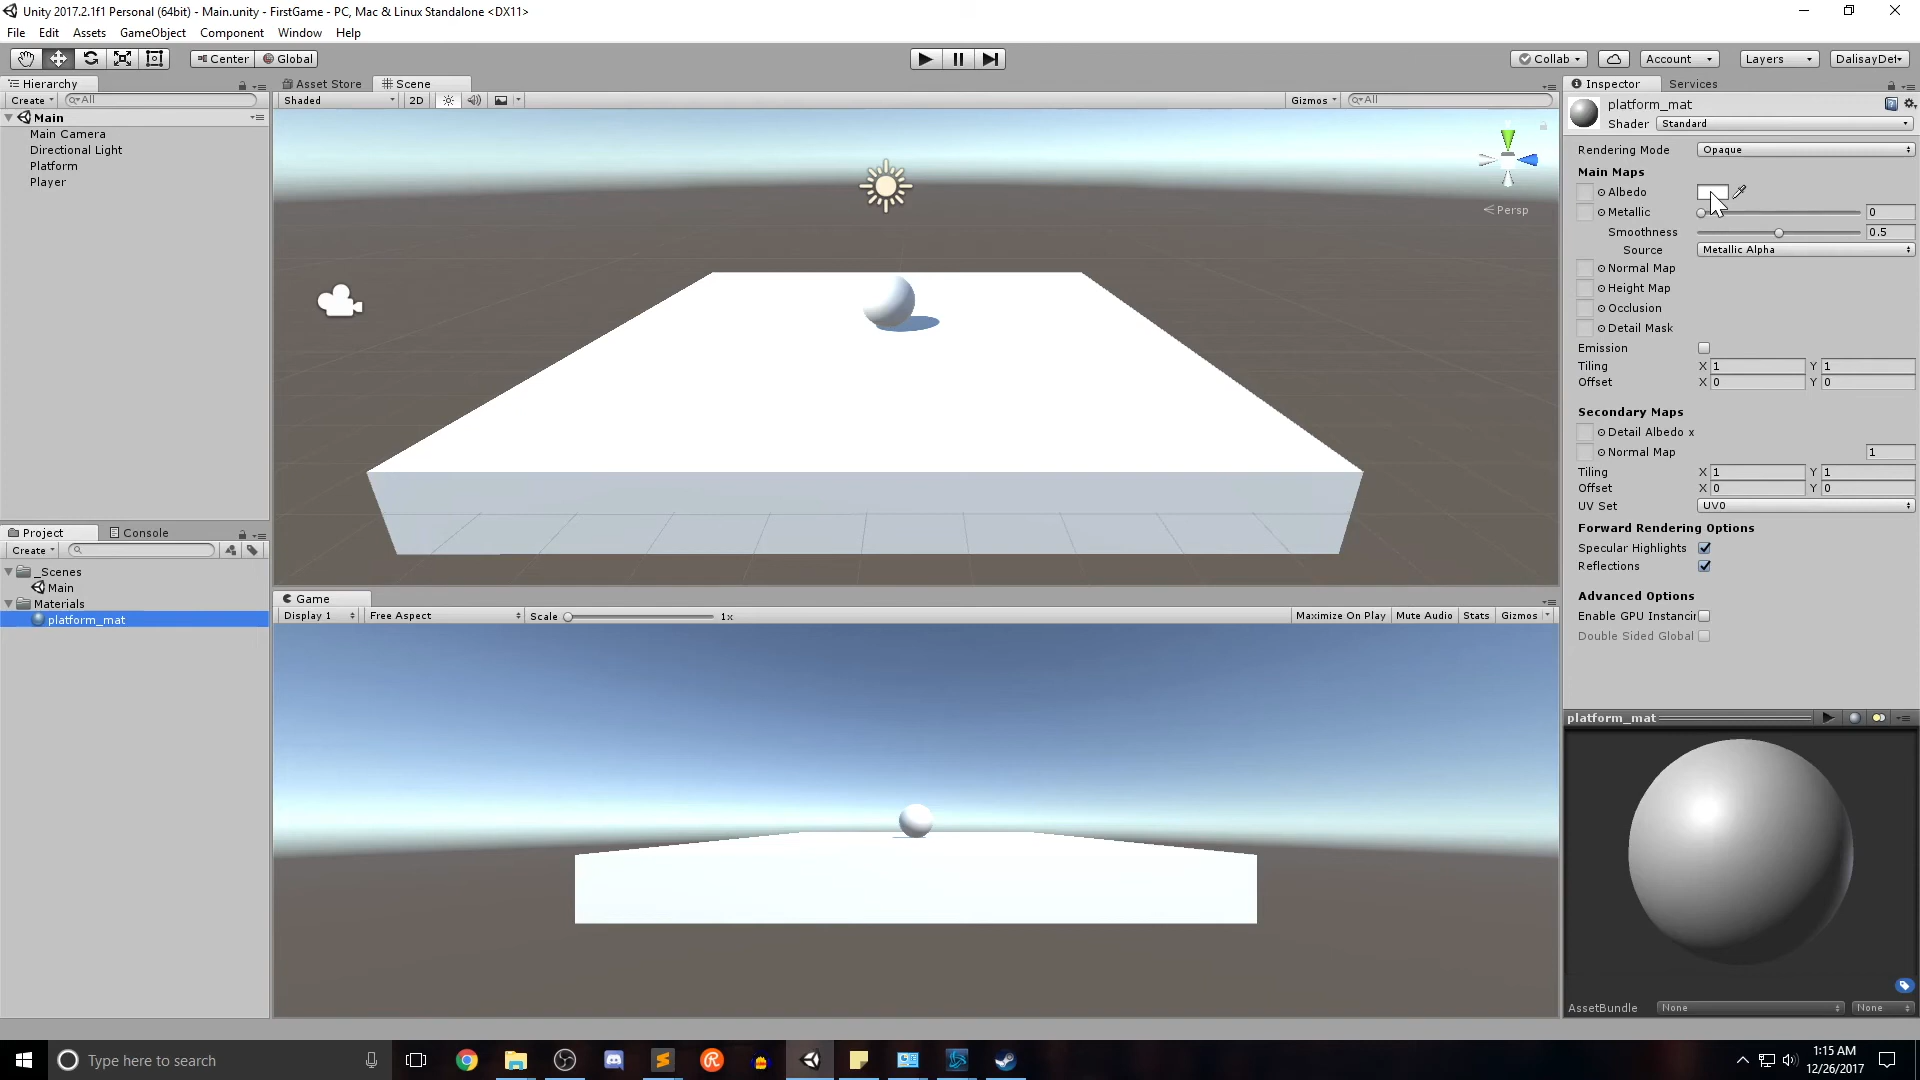 Unity 2017.2.1f1 Personal (64bit) - Main.unity - FirstGame - PC, Mac & Linux Standalone <DX11>
File Edit Assets GameObject Component Window Help
Center Global Collab Account Layers DalisayDet
Hierarchy
Create All
Main
Main Camera
Directional Light
Platform
Player
Asset Store Scene
Shaded 2D Gizmos All
Persp
Project Console
Create
_Scenes
Main
Materials
platform_mat
Game
Display 1 Free Aspect Scale 1x Maximize On Play Mute Audio Stats Gizmos
Inspector Services
platform_mat
Shader Standard
Rendering Mode Opaque
Main Maps
Albedo
Metallic 0
Smoothness 0.5
Source Metallic Alpha
Normal Map
Height Map
Occlusion
Detail Mask
Emission
Tiling X 1 Y 1
Offset X 0 Y 0
Secondary Maps
Detail Albedo x
Normal Map 1
Tiling X 1 Y 1
Offset X 0 Y 0
UV Set UV0
Forward Rendering Options
Specular Highlights
Reflections
Advanced Options
Enable GPU Instancin
Double Sided Global
platform_mat
AssetBundle None None
Type here to search
1:15 AM
12/26/2017